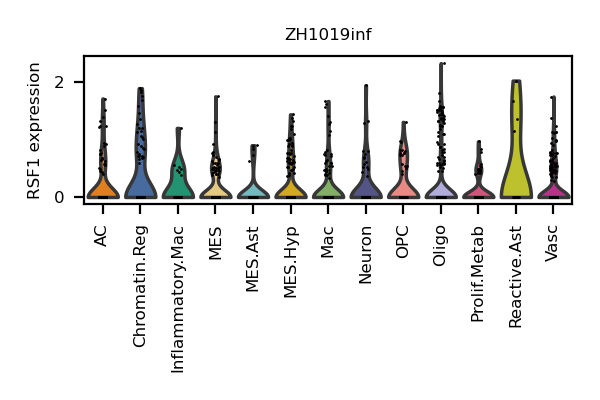 ZH1019inf
RSF1 expression
2
0
AC
Chromatin.Reg
Inflammatory.Mac
MES
MES.Ast
MES.Hyp
Mac
Neuron
OPC
Oligo
Prolif.Metab
Reactive.Ast
Vasc